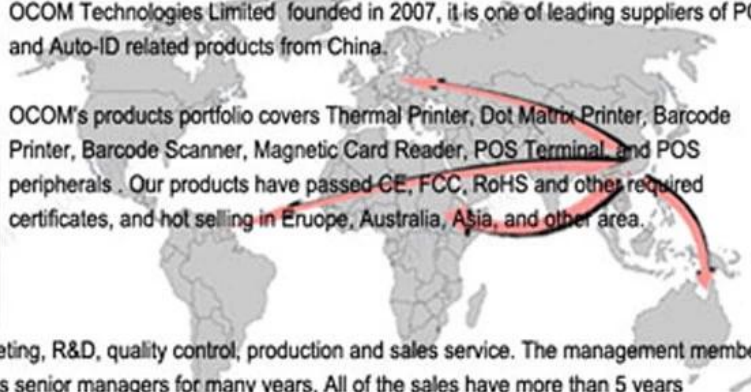 OCOM Technologies Limited founded in 2007, it is one of leading suppliers of
and Auto-ID related products from China.
OCOM's products portfolio covers Thermal Printer, Dot Matrix Printer, Barcode
Printer, Barcode Scanner, Magnetic Card Reader, POS Terminal and POS
peripherals . Our products have passed CE, FCC, RoHS and other required
certificates, and hot selling in Eruope, Australia, Asia, and other area.
R&D, quality control, production and sales service. The management
senior managers for many years. All of the sales have more than 5 years